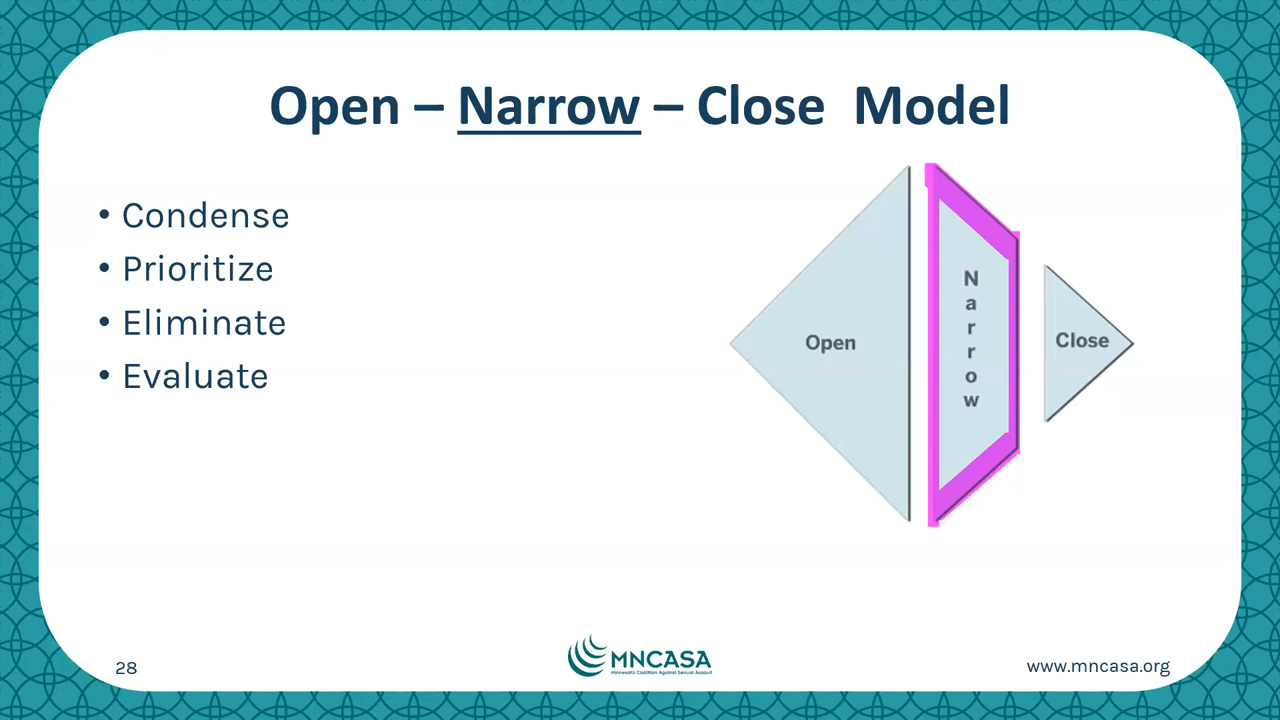 Open – Narrow – Close Model
• Condense
• Prioritize
• Eliminate
• Evaluate
Open
N
a
r
r
o
w
Close
28
MNCASA
Minnesota Coalition Against Sexual Assault
www.mncasa.org